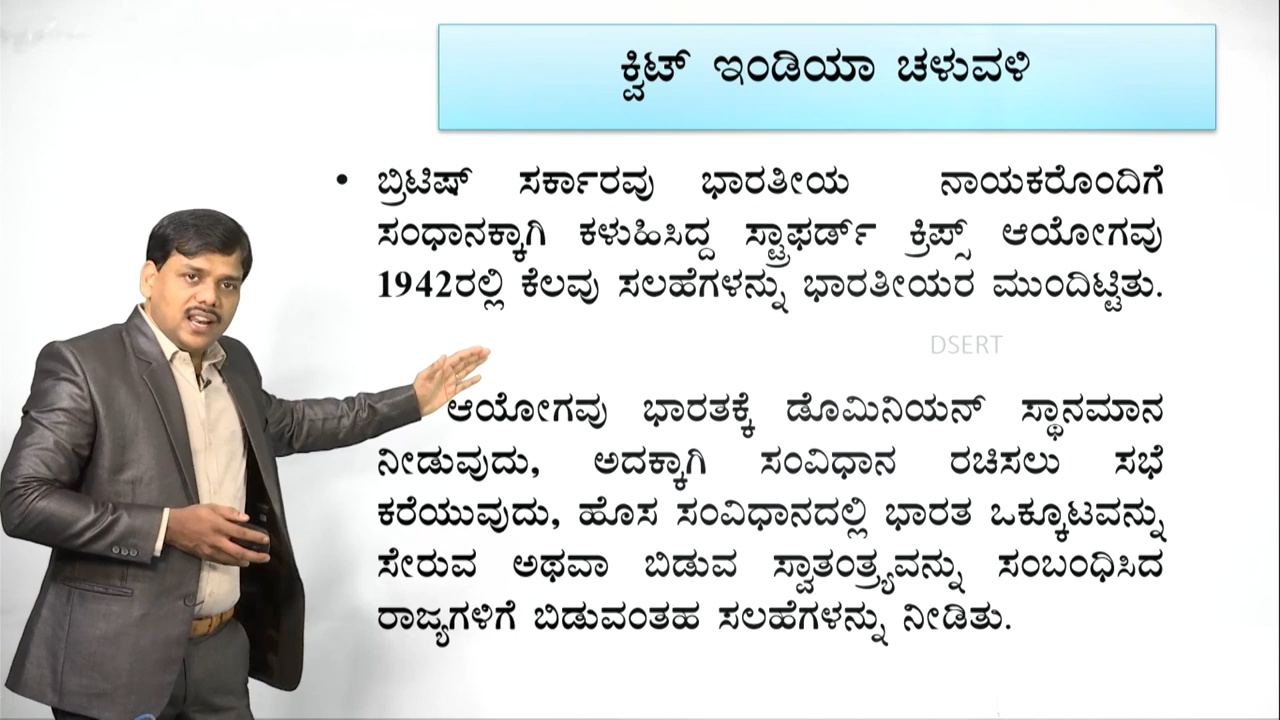 ಕ್ವಿಟ್ ಇಂಡಿಯಾ ಚಳುವಳಿ
• ಬ್ರಿಟಿಷ್ ಸರ್ಕಾರವು ಭಾರತೀಯ ನಾಯಕರೊಂದಿಗೆ
ಸಂಧಾನಕ್ಕಾಗಿ ಕಳುಹಿಸಿದ್ದ ಸ್ಟ್ರಾಫರ್ಡ್ ಕ್ರಿಪ್ಸ್ ಆಯೋಗವು
1942ರಲ್ಲಿ ಕೆಲವು ಸಲಹೆಗಳನ್ನು ಭಾರತೀಯರ ಮುಂದಿಟ್ಟಿತು.
DSERT
ಆಯೋಗವು ಭಾರತಕ್ಕೆ ಡೊಮಿನಿಯನ್ ಸ್ಥಾನಮಾನ
ನೀಡುವುದು, ಅದಕ್ಕಾಗಿ ಸಂವಿಧಾನ ರಚಿಸಲು ಸಭೆ
ಕರೆಯುವುದು, ಹೊಸ ಸಂವಿಧಾನದಲ್ಲಿ ಭಾರತ ಒಕ್ಕೂಟವನ್ನು
ಸೇರುವ ಅಥವಾ ಬಿಡುವ ಸ್ವಾತಂತ್ರ್ಯವನ್ನು ಸಂಬಂಧಿಸಿದ
ರಾಜ್ಯಗಳಿಗೆ ಬಿಡುವಂತಹ ಸಲಹೆಗಳನ್ನು ನೀಡಿತು.